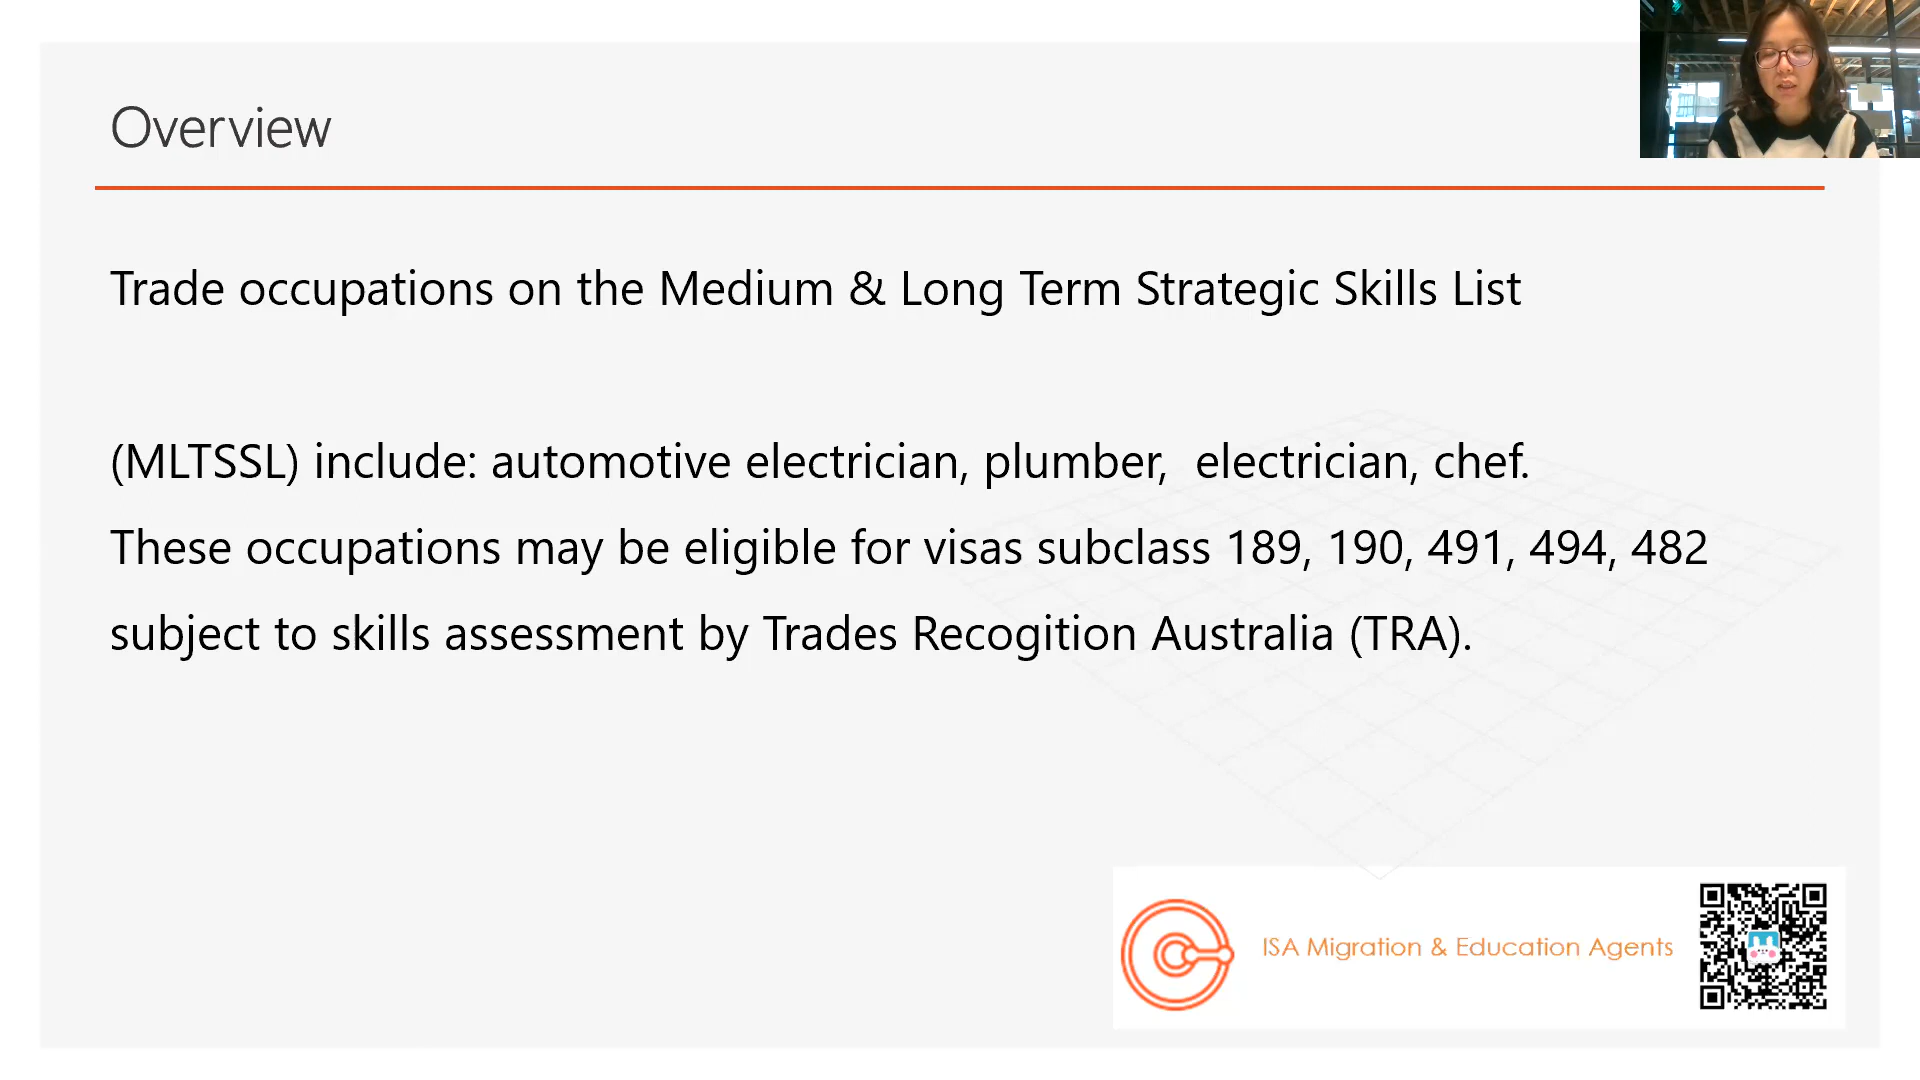 Overview
Trade occupations on the Medium & Long Term Strategic Skills List
(MLTSSL) include: automotive electrician, plumber,  electrician, chef.
These occupations may be eligible for visas subclass 189, 190, 491, 494, 482
subject to skills assessment by Trades Recogition Australia (TRA).
ISA Migration & Education Agents